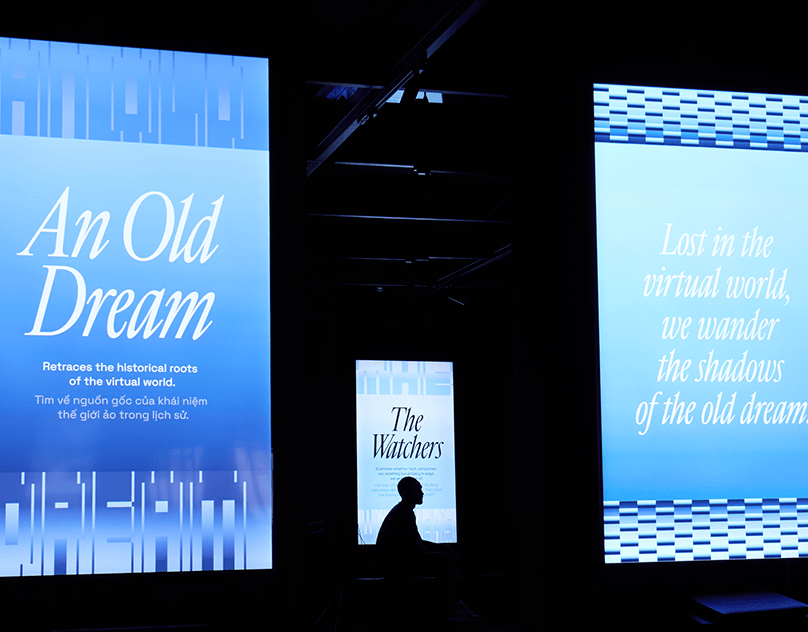 An Old
Dream
Retraces the historical roots
of the virtual world.
Tìm về nguồn gốc của khái niệm
thế giới ảo trong lịch sử.
The
Watchers
Lost in the
virtual world,
we wander
the shadows
of the old dream